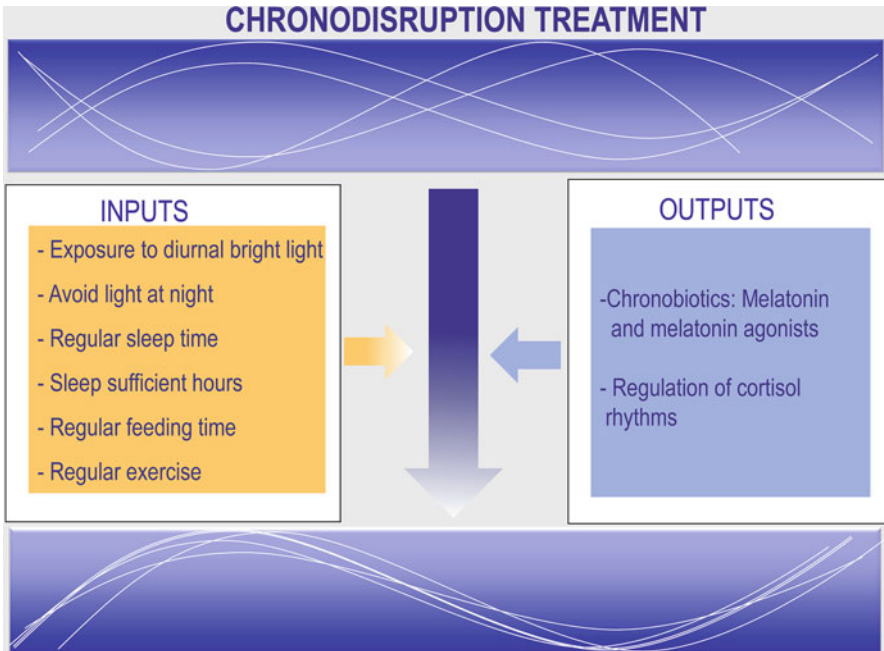 CHRONODISRUPTION TREATMENT
INPUTS
- Exposure to diurnal bright light
- Avoid light at night
- Regular sleep time
- Sleep sufficient hours
- Regular feeding time
- Regular exercise
OUTPUTS
-Chronobiotics: Melatonin
and melatonin agonists
- Regulation of cortisol
rhythms